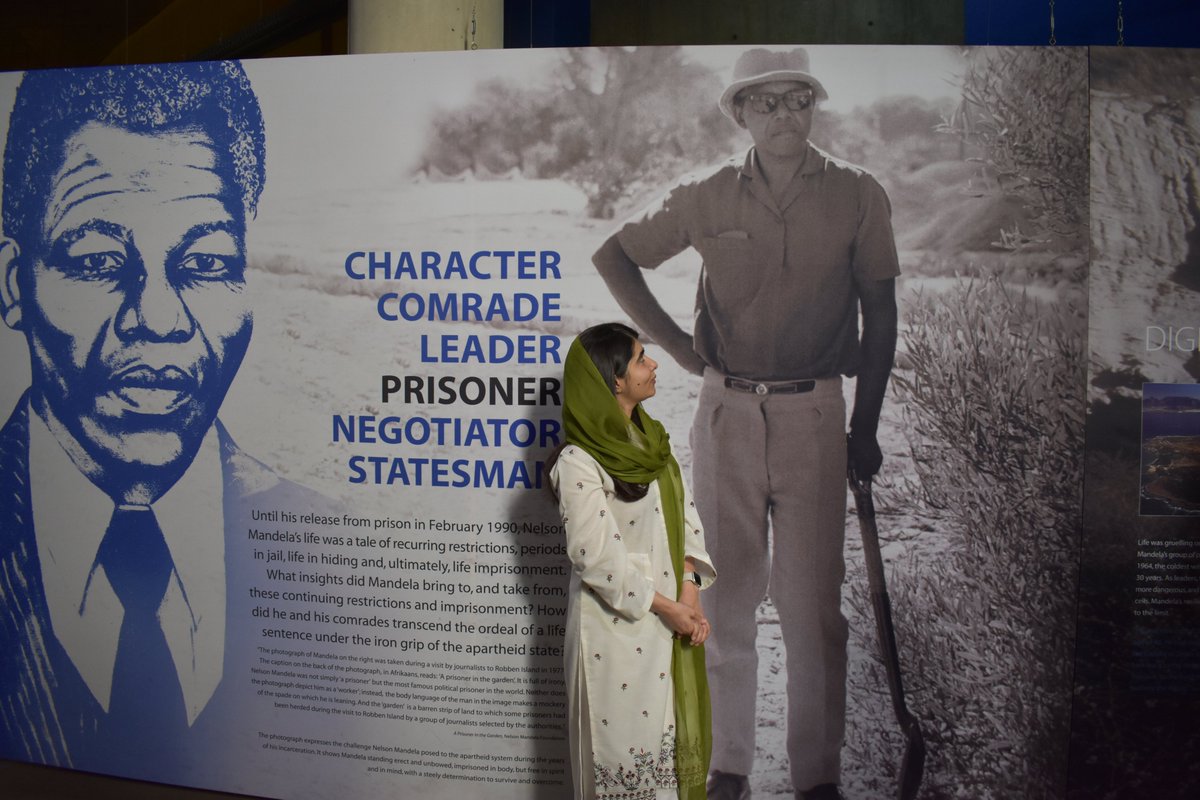 CHARACTER
COMRADE
LEADER
PRISONER
NEGOTIATOR
STATESMAN
Until his release from prison in February 1990, Nelson
Mandela's life was a tale of recurring restrictions, periods
in jail, life in hiding and, ultimately, life imprisonment.
What insights did Mandela bring to, and take from,
these continuing restrictions and imprisonment? How
did he and his comrades transcend the ordeal of a life
sentence under the iron grip of the apartheid state?
"The photograph of Mandela on the right was taken during a visit by journalists to Robben Island in 1977.
The caption on the back of the photograph, in Afrikaans, reads: 'A prisoner in the garden'. It is full of irony.
Nelson Mandela was not simply 'a prisoner' but the most famous political prisoner in the world. Neither does
the photograph depict him as a 'worker'; instead, the body language of the man in the image makes a mockery
of the spade on which he is leaning. And the 'garden' is a barren strip of land to which some prisoners had
been herded during the visit to Robben Island by a group of journalists selected by the authorities."
A Prisoner in the Garden, Nelson Mandela Foundation
The photograph expresses the challenge Nelson Mandela posed to the apartheid system during the years
of his incarceration. It shows Mandela standing erect and unbowed, imprisoned in body, but free in spirit
and in mind, with a steely determination to survive and overcome.
DIG
Life was gruelling
Mandela's group of
1964, the coldest
30 years. As leaders,
more dangerous, and
cells. Mandela's
to the limit.